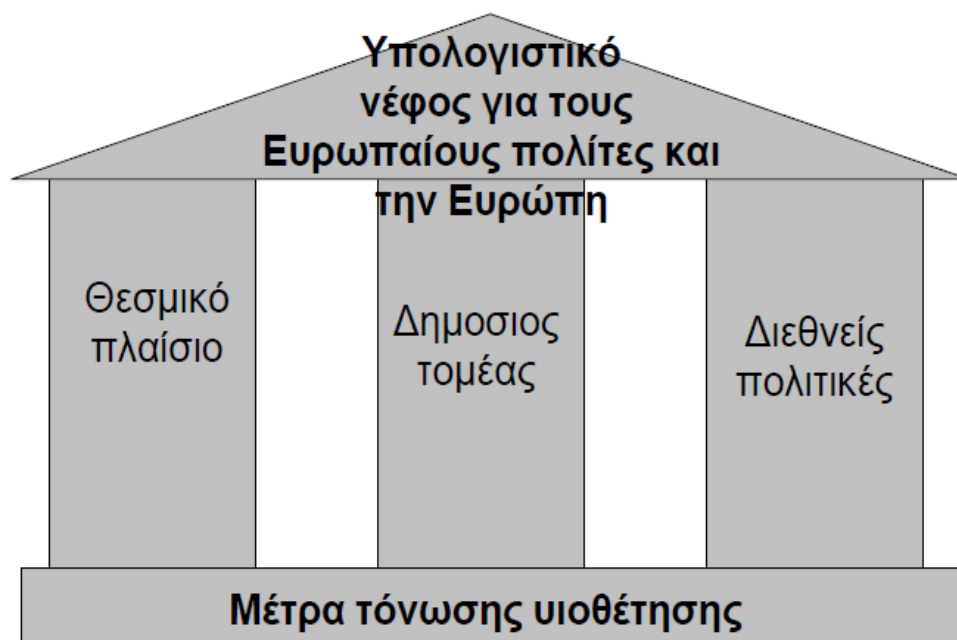 Υπολογιστικό
νέφος για τους
Ευρωπαίους πολίτες και
την Ευρώπη
Θεσμικό
πλαίσιο
Δημοσιος
τομέας
Διεθνείς
πολιτικές
Μέτρα τόνωσης υιοθέτησης